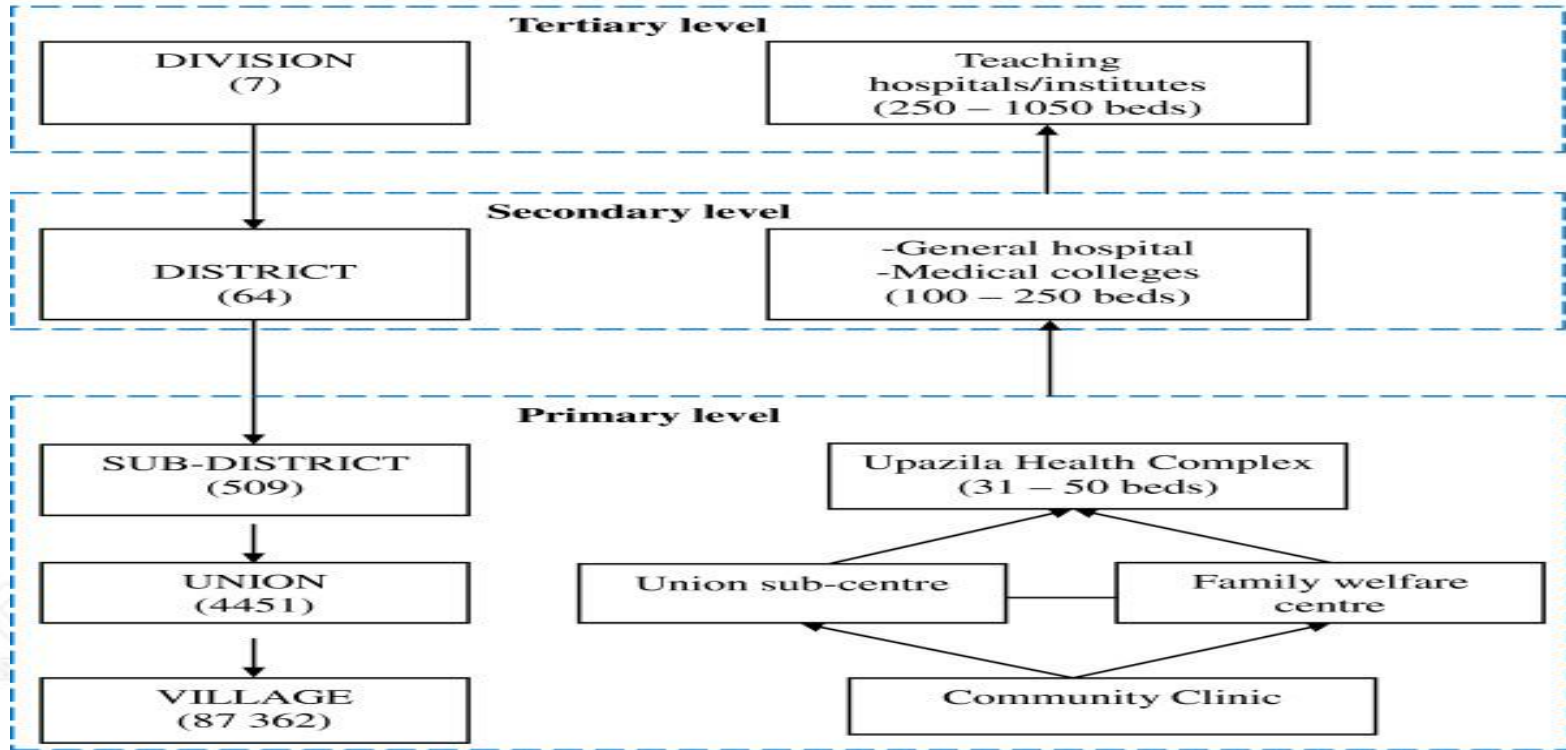 Tertiary level
DIVISION
(7)
Teaching
hospitals/institutes
(250 – 1050 beds)
Secondary level
DISTRICT
(64)
-General hospital
-Medical colleges
(100 – 250 beds)
Primary level
SUB-DISTRICT
(509)
Upazila Health Complex
(31 – 50 beds)
UNION
(4451)
Union sub-centre
Family welfare
centre
VILLAGE
(87 362)
Community Clinic